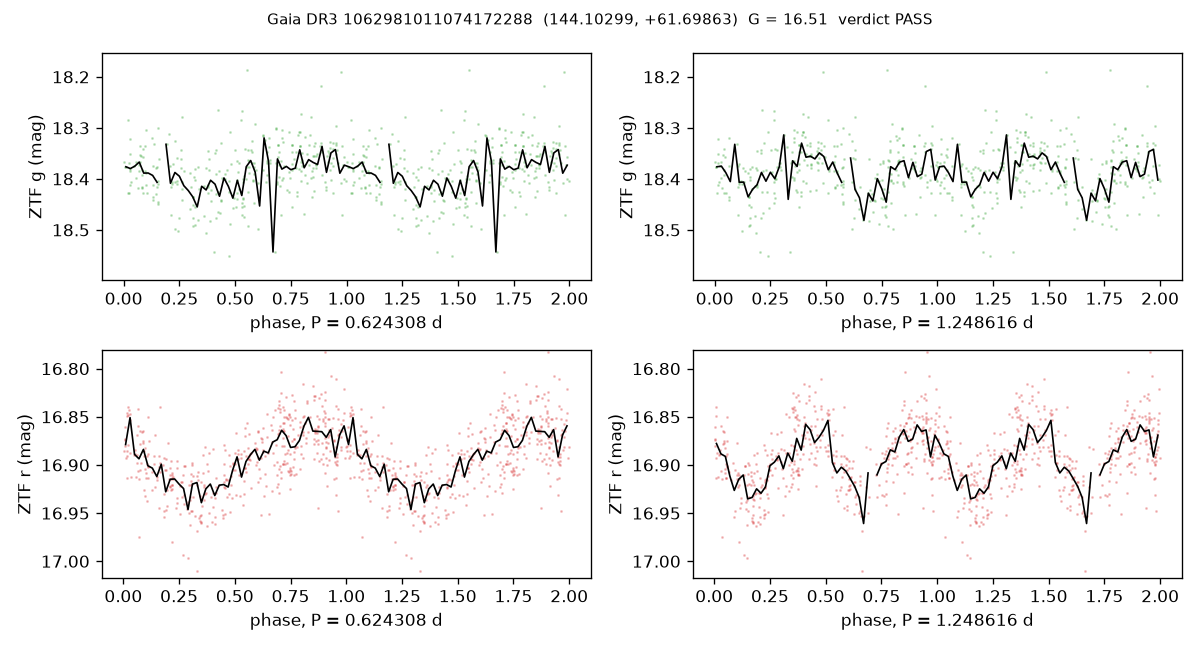 Gaia DR3 1062981011074172288  (144.10299, +61.69863)  G = 16.51  verdict PASS
ZTF g (mag)
18.2
18.3
18.4
18.5
0.00 0.25 0.50 0.75 1.00 1.25 1.50 1.75 2.00
phase, P = 0.624308 d
ZTF g (mag)
18.2
18.3
18.4
18.5
0.00 0.25 0.50 0.75 1.00 1.25 1.50 1.75 2.00
phase, P = 1.248616 d
ZTF r (mag)
16.80
16.85
16.90
16.95
17.00
0.00 0.25 0.50 0.75 1.00 1.25 1.50 1.75 2.00
phase, P = 0.624308 d
ZTF r (mag)
16.80
16.85
16.90
16.95
17.00
0.00 0.25 0.50 0.75 1.00 1.25 1.50 1.75 2.00
phase, P = 1.248616 d